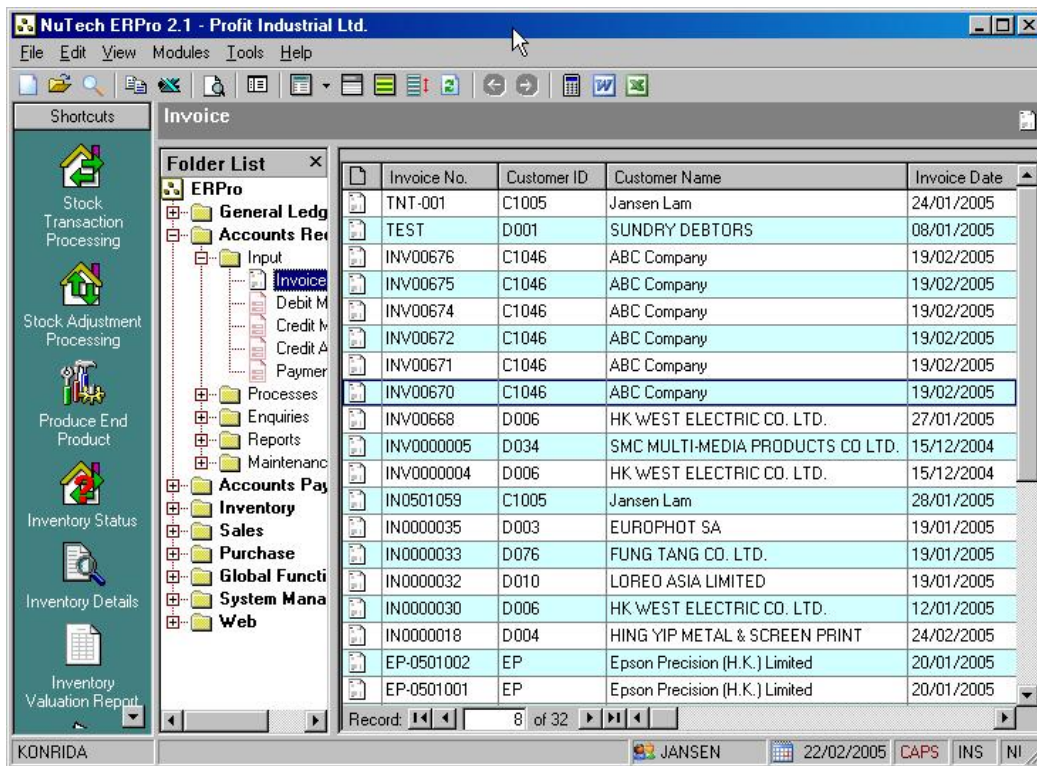 NuTech ERPro 2.1 - Profit Industrial Ltd.
File Edit View Modules Tools Help
Shortcuts
Invoice
Stock
Transaction
Processing
Stock Adjustment
Processing
Produce End
Product
Inventory Status
Inventory Details
Inventory
Valuation Report
Folder List
ERPro
General Ledg
Accounts Rec
Input
Invoice
Debit M
Credit M
Credit A
Paymer
Processes
Enquiries
Reports
Maintenanc
Accounts Pay
Inventory
Sales
Purchase
Global Functi
System Mana
Web
Invoice No. Customer ID Customer Name Invoice Date
TNT-001 C1005 Jansen Lam 24/01/2005
TEST D001 SUNDRY DEBTORS 08/01/2005
INV00676 C1046 ABC Company 19/02/2005
INV00675 C1046 ABC Company 19/02/2005
INV00674 C1046 ABC Company 19/02/2005
INV00672 C1046 ABC Company 19/02/2005
INV00671 C1046 ABC Company 19/02/2005
INV00670 C1046 ABC Company 19/02/2005
INV00668 D006 HK WEST ELECTRIC CO. LTD. 27/01/2005
INV0000005 D034 SMC MULTI-MEDIA PRODUCTS CO LTD. 15/12/2004
INV0000004 D006 HK WEST ELECTRIC CO. LTD. 15/12/2004
IN0501059 C1005 Jansen Lam 28/01/2005
IN0000035 D003 EUROPHOT SA 19/01/2005
IN0000033 D076 FUNG TANG CO. LTD. 19/01/2005
IN0000032 D010 LOREO ASIA LIMITED 19/01/2005
IN0000030 D006 HK WEST ELECTRIC CO. LTD. 12/01/2005
IN0000018 D004 HING YIP METAL & SCREEN PRINT 24/02/2005
EP-0501002 EP Epson Precision (H.K.) Limited 20/01/2005
EP-0501001 EP Epson Precision (H.K.) Limited 20/01/2005
Record: 8 of 32
KONRIDA JANSEN 22/02/2005 CAPS INS NU